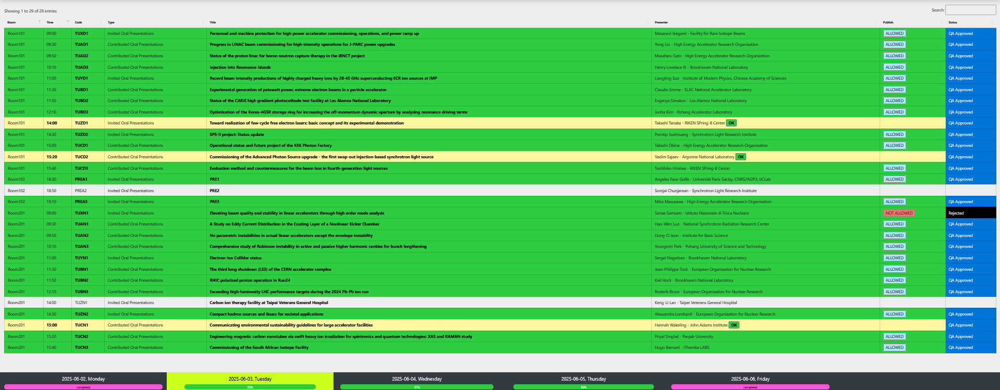 Showing 1 to 29 of 29 entries
Search:
Room Time Code Type Title Presenter Publish Status
Room101 09:00 TUXD1 Invited Oral Presentations Personnel and machine protection for high power accelerator commissioning, operations, and power ramp up Masanori Ikegami - Facility for Rare Isotope Beams ALLOWED QA Approved
Room101 09:30 TUAD1 Contributed Oral Presentations Progress in LINAC beam commissioning for high-intensity operations for J-PARC power upgrades Yong Liu - High Energy Accelerator Research Organization ALLOWED QA Approved
Room101 09:50 TUAD2 Contributed Oral Presentations Status of the proton linac for boron neutron capture therapy in the iBNCT project Masaharu Sato - High Energy Accelerator Research Organization ALLOWED QA Approved
Room101 10:10 TUAD3 Contributed Oral Presentations Injection into Resonance Islands Henry Lovelace III - Brookhaven National Laboratory ALLOWED QA Approved
Room101 11:00 TUYD1 Invited Oral Presentations Record beam intensity productions of highly charged heavy ions by 28-45 GHz superconducting ECR ion sources at IMP Liangting Sun - Institute of Modern Physics, Chinese Academy of Sciences ALLOWED QA Approved
Room101 11:30 TUBD1 Contributed Oral Presentations Experimental generation of petawatt power, extreme electron beams in a particle accelerator Claudio Emma - SLAC National Accelerator Laboratory ALLOWED QA Approved
Room101 11:50 TUBD2 Contributed Oral Presentations Status of the CARIE high gradient photocathode test facility at Los Alamos National Laboratory Evgenya Simakov - Los Alamos National Laboratory ALLOWED QA Approved
Room101 12:10 TUBD3 Contributed Oral Presentations Optimization of the Korea-4GSR storage ring for increasing the off-momentum dynamic aperture by analyzing resonance driving terms Junha Kim - Pohang Accelerator Laboratory ALLOWED QA Approved
Room101 14:00 TUZD1 Invited Oral Presentations Toward realization of few-cycle free electron lasers: basic concept and its experimental demonstration Takashi Tanaka - RIKEN SPring-8 Center OK QA Approved
Room101 14:30 TUZD2 Invited Oral Presentations SPS-II project: Status update Porntip Sudmuang - Synchrotron Light Research Institute ALLOWED QA Approved
Room101 15:00 TUCD1 Contributed Oral Presentations Operational status and future project of the KEK Photon Factory Takashi Obina - High Energy Accelerator Research Organization ALLOWED QA Approved
Room101 15:20 TUCD2 Contributed Oral Presentations Commissioning of the Advanced Photon Source upgrade - the first swap-out injection-based synchrotron light source Vadim Sajaev - Argonne National Laboratory OK QA Approved
Room101 15:40 TUCD3 Contributed Oral Presentations Evaluation method and countermeasures for the beam loss in fourth-generation light sources Toshihiko Hiraiwa - RIKEN SPring-8 Center ALLOWED QA Approved
Room102 18:30 PREA1 Invited Oral Presentations PRE1 Angeles Faus-Golfe - Université Paris-Saclay, CNRS/IN2P3, IJCLab ALLOWED QA Approved
Room102 18:50 PREA2 Invited Oral Presentations PRE2 Somjai Chunjarean - Synchrotron Light Research Institute
Room102 19:10 PREA3 Invited Oral Presentations PRE3 Mika Masuzawa - High Energy Accelerator Research Organization ALLOWED QA Approved
Room201 09:00 TUXN1 Invited Oral Presentations Elevating beam quality and stability in linear accelerators through high order mode analysis Sanae Samsam - Istituto Nazionale di Fisica Nucleare NOT ALLOWED Rejected
Room201 09:30 TUAN1 Contributed Oral Presentations A Study on Eddy Current Distribution in the Coating Layer of a Nonlinear Kicker Chamber Hao-Wen Luo - National Synchrotron Radiation Research Center ALLOWED QA Approved
Room201 09:50 TUAN2 Contributed Oral Presentations No parametric instabilities in actual linear accelerators except the envelope instability Dong-O Jeon - Institute for Basic Science ALLOWED QA Approved
Room201 10:10 TUAN3 Contributed Oral Presentations Comprehensive study of Robinson instability in active and passive higher harmonic cavities for bunch lengthening Youngmin Park - Pohang University of Science and Technology ALLOWED QA Approved
Room201 11:00 TUYN1 Invited Oral Presentations Electron-Ion Collider status Sergei Nagaitsev - Brookhaven National Laboratory ALLOWED QA Approved
Room201 11:30 TUBN1 Contributed Oral Presentations The third long shutdown (LS3) of the CERN accelerator complex Jean-Philippe Tock - European Organization for Nuclear Research ALLOWED QA Approved
Room201 11:50 TUBN2 Contributed Oral Presentations RHIC polarized proton operation in Run24 Kiel Hock - Brookhaven National Laboratory ALLOWED QA Approved
Room201 12:10 TUBN3 Contributed Oral Presentations Exceeding high-luminosity LHC performance targets during the 2024 Pb-Pb ion run Roderik Bruce - European Organization for Nuclear Research ALLOWED QA Approved
Room201 14:00 TUZN1 Invited Oral Presentations Carbon ion therapy facility at Taipei Veterans General Hospital Keng-Li Lan - Taipei Veterans General Hospital
Room201 14:30 TUZN2 Invited Oral Presentations Compact hadron sources and linacs for societal applications Alessandra Lombardi - European Organization for Nuclear Research ALLOWED QA Approved
Room201 15:00 TUCN1 Contributed Oral Presentations Communicating environmental sustainability guidelines for large accelerator facilities Hannah Wakeling - John Adams Institute OK QA Approved
Room201 15:20 TUCN2 Contributed Oral Presentations Engineering magnetic carbon nanotubes via swift heavy ion irradiation for spintronics and quantum technologies: XAS and RAMAN study Priyal Singhal - Panjab University ALLOWED QA Approved
Room201 15:40 TUCN3 Contributed Oral Presentations Commissioning of the South African Isotope Facility Hugo Barnard - iThemba LABS ALLOWED QA Approved
2025-06-02, Monday 2025-06-03, Tuesday 2025-06-04, Wednesday 2025-06-05, Thursday 2025-06-06, Friday
completed 83% 97% 89% completed